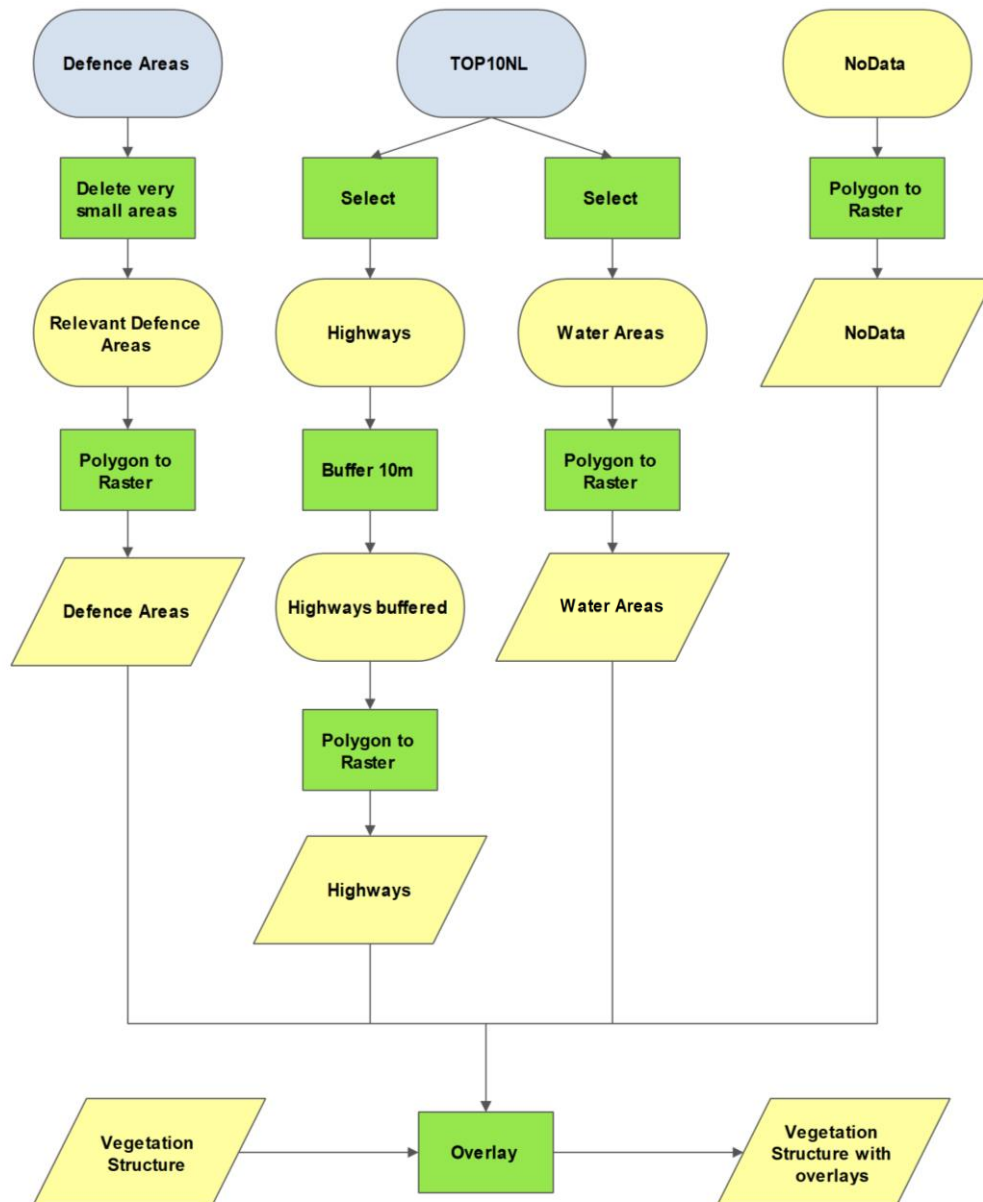 Defence Areas
TOP10NL
NoData
Delete very
small areas
Select
Select
Polygon to
Raster
Relevant Defence
Areas
Highways
Water Areas
NoData
Polygon to
Raster
Buffer 10m
Polygon to
Raster
Defence Areas
Highways buffered
Water Areas
Polygon to
Raster
Highways
Vegetation
Structure
Overlay
Vegetation
Structure with
overlays